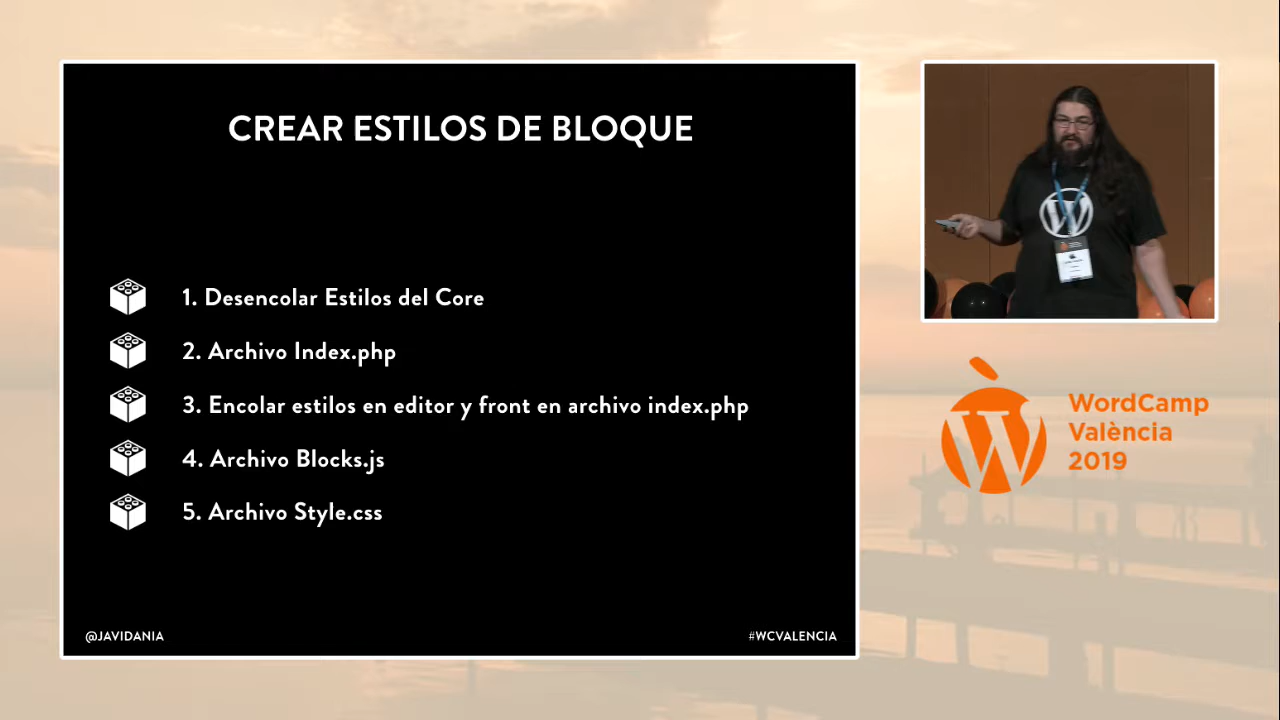 CREAR ESTILOS DE BLOQUE
1. Desencolar Estilos del Core
2. Archivo Index.php
3. Encolar estilos en editor y front en archivo index.php
4. Archivo Blocks.js
5. Archivo Style.css
@JAVIDANIA
#WCVALENCIA
WordCamp
València
2019